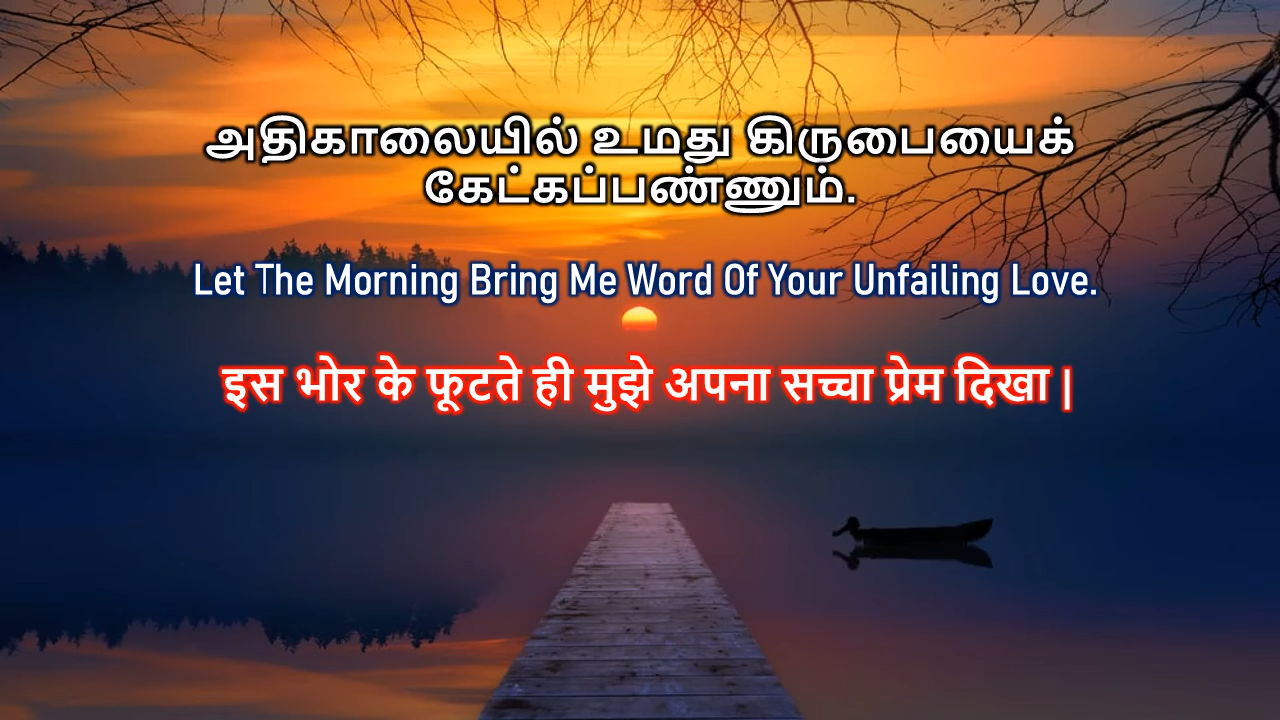 அதிகாலையில் உமது கிருபையைக்
கேட்கப்பண்ணும்.
Let The Morning Bring Me Word Of Your Unfailing Love.
इस भोर के फूटते ही मुझे अपना सच्चा प्रेम दिखा |